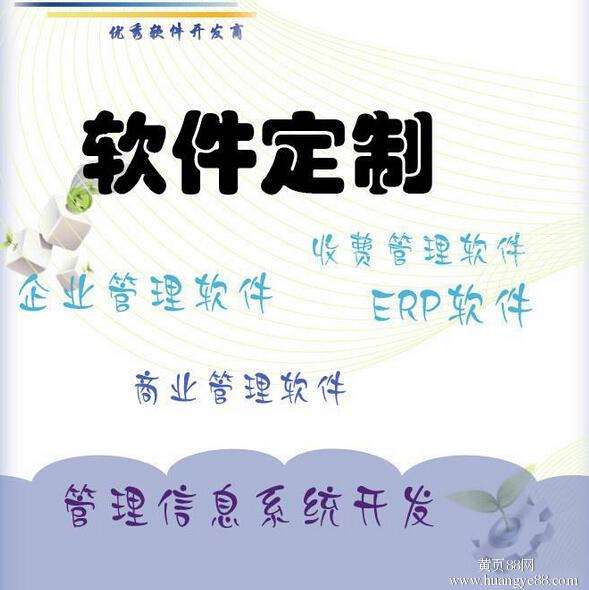 优秀软件开发商
软件定制
收费管理软件
企业管理软件
ERP软件
商业管理软件
管理信息系统开发
黄页88网
www.huangye88.com